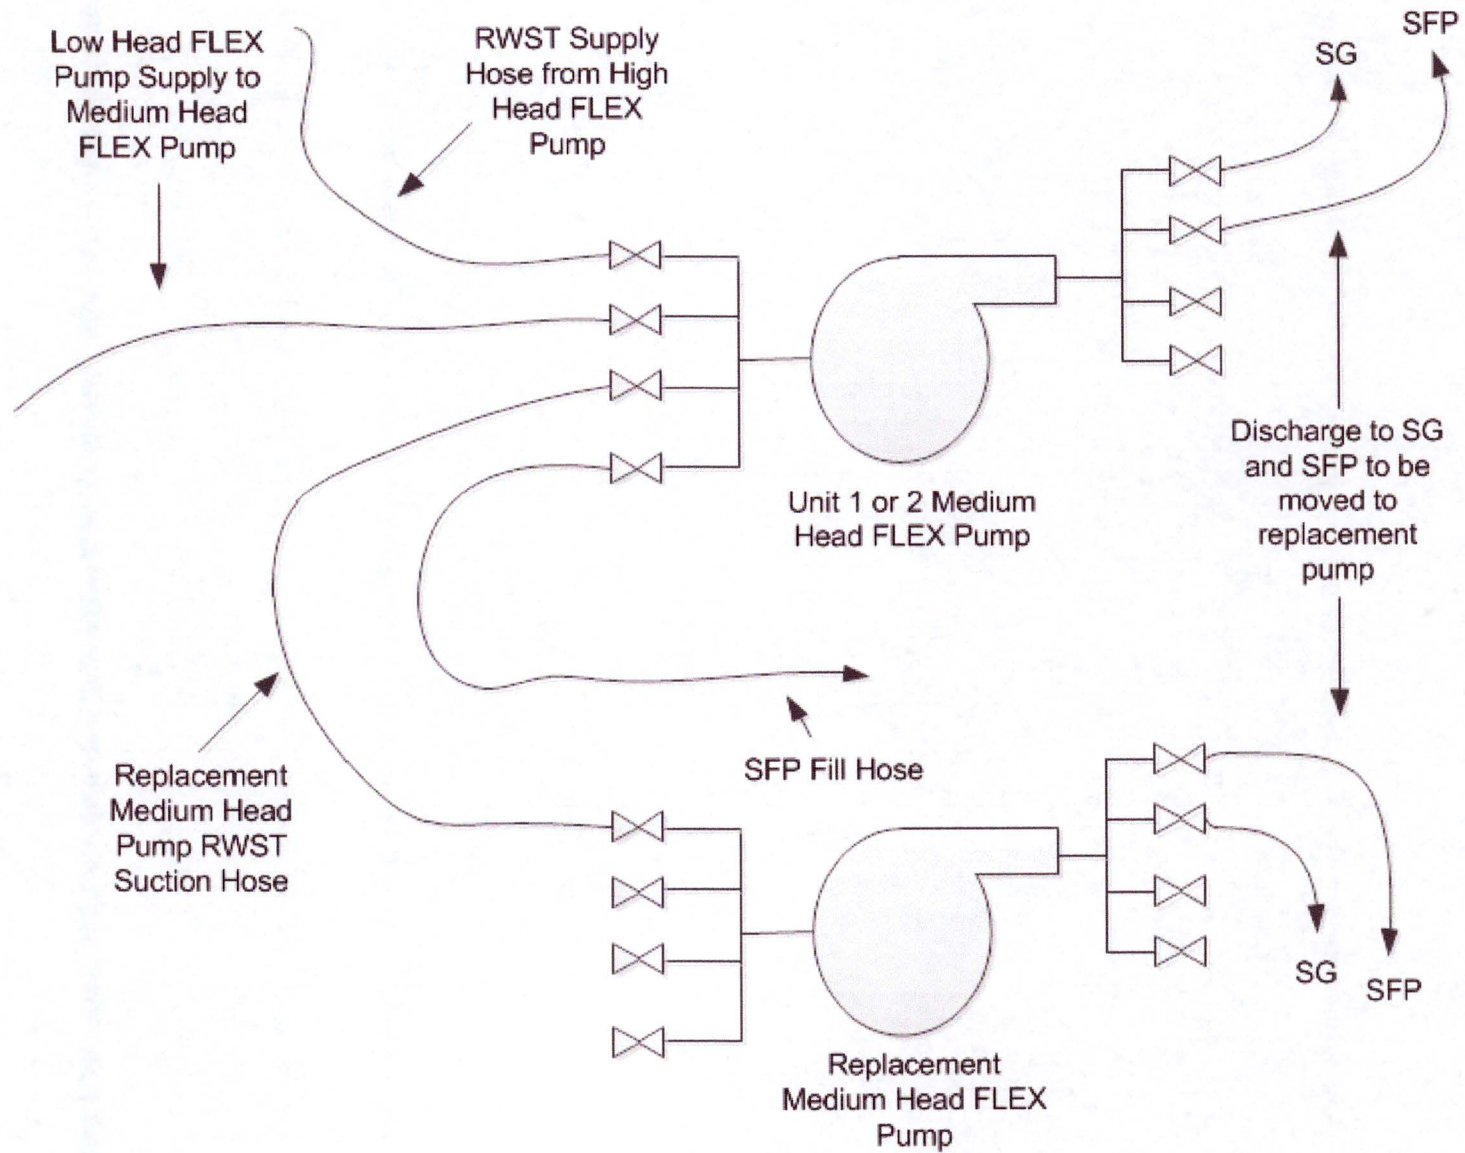 Low Head FLEX
Pump Supply to
Medium Head
FLEX Pump
RWST Supply
Hose from High
Head FLEX
Pump
SG
SFP
Unit 1 or 2 Medium
Head FLEX Pump
Discharge to SG
and SFP to be
moved to
replacement
pump
Replacement
Medium Head
Pump RWST
Suction Hose
SFP Fill Hose
SG
SFP
Replacement
Medium Head FLEX
Pump